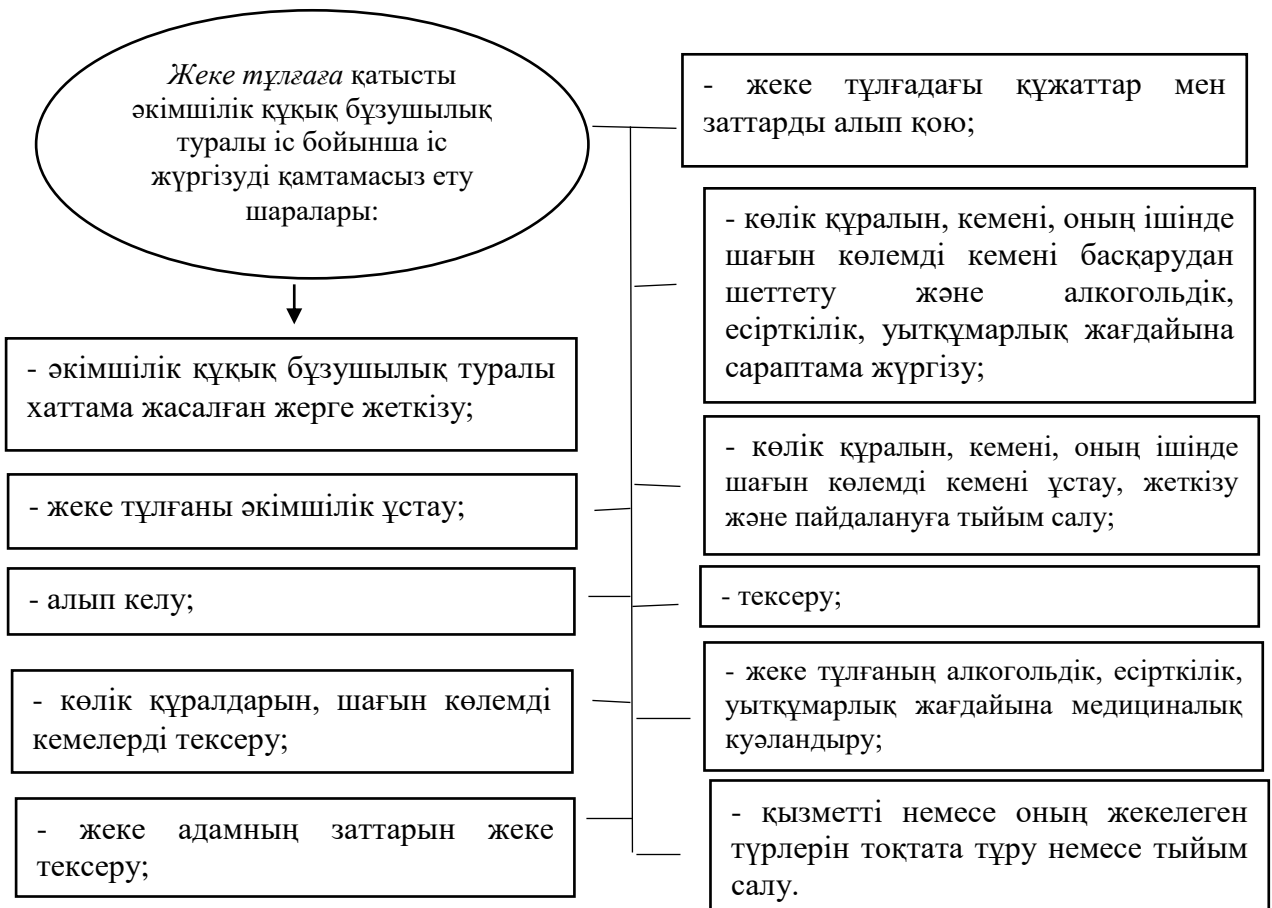 Жеке тұлғаға қатысты
әкімшілік құқық бұзушылық
туралы іс бойынша іс
жүргізуді қамтамасыз ету
шаралары:
- әкімшілік құқық бұзушылық туралы
хаттама жасалған жерге жеткізу;
- жеке тұлғаны әкімшілік ұстау;
- алып келу;
- көлік құралдарын, шағын көлемді
кемелерді тексеру;
- жеке адамның заттарын жеке
тексеру;
- жеке тұлғадағы құжаттар мен
заттарды алып қою;
- көлік құралын, кемені, оның ішінде
шағын көлемді кемені басқарудан
шеттету және алкогольдік,
есірткілік, уытқұмарлық жағдайына
сараптама жүргізу;
- көлік құралын, кемені, оның ішінде
шағын көлемді кемені ұстау, жеткізу
және пайдалануға тыйым салу;
- тексеру;
- жеке тұлғаның алкогольдік, есірткілік,
уытқұмарлық жағдайына медициналық
куәландыру;
- қызметті немесе оның жекелеген
түрлерін тоқтата тұру немесе тыйым
салу.